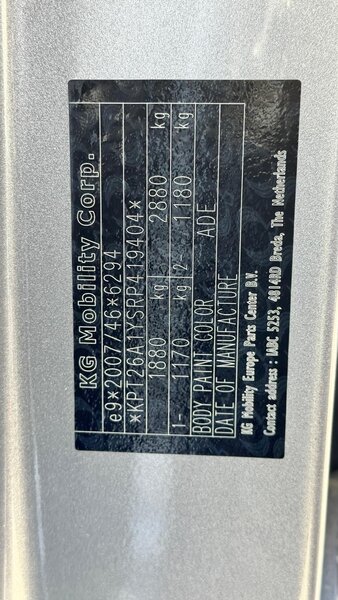 KG Mobility Corp.
e9*2007/46*6294
*KPT26A1YSRP419404*
1880 kg 2880 kg
1- 1170 kg 2- 1180 kg
BODY PAINT COLOR ADE
DATE OF MANUFACTURE
KG Mobility Europe Parts Center B.V.
Contact address : IABC 5253, 4814RD Breda, The Netherlands